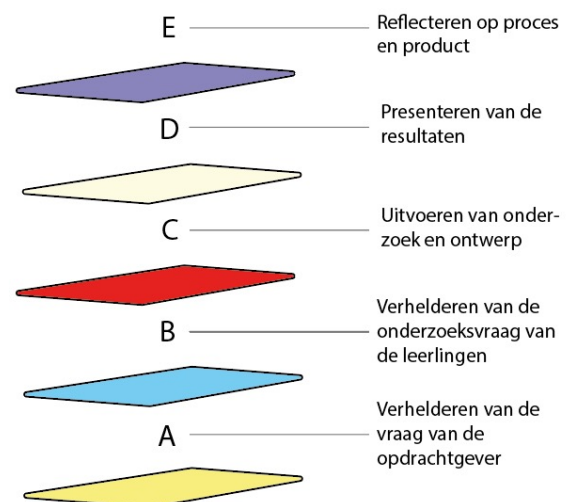 E
Reflecteren op proces
en product
D
Presenteren van de
resultaten
C
Uitvoeren van onder-
zoek en ontwerp
B
Verhelderen van de
onderzoeksvraag van
de leerlingen
A
Verhelderen van de
vraag van de
opdrachtgever